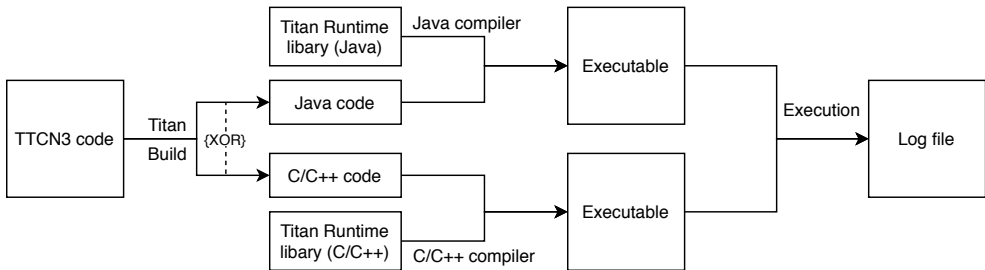 TTCN3 code
Titan
Build
{XOR}
Titan Runtime
libary (Java)
Java compiler
Java code
C/C++ code
Titan Runtime
libary (C/C++)
C/C++ compiler
Executable
Executable
Execution
Log file